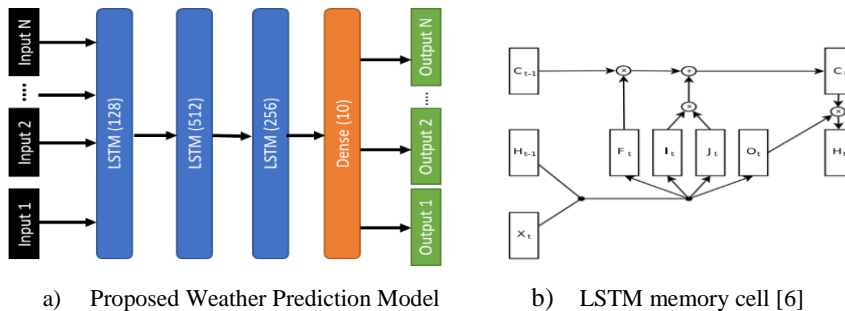 Input N
.....
Input 2
Input 1
LSTM (128)
LSTM (512)
LSTM (256)
Dense (10)
Output N
.....
Output 2
Output 1
a) Proposed Weather Prediction Model
C t-1
H t-1
X t
F t
I t
J t
O t
C t
H t
b) LSTM memory cell [6]